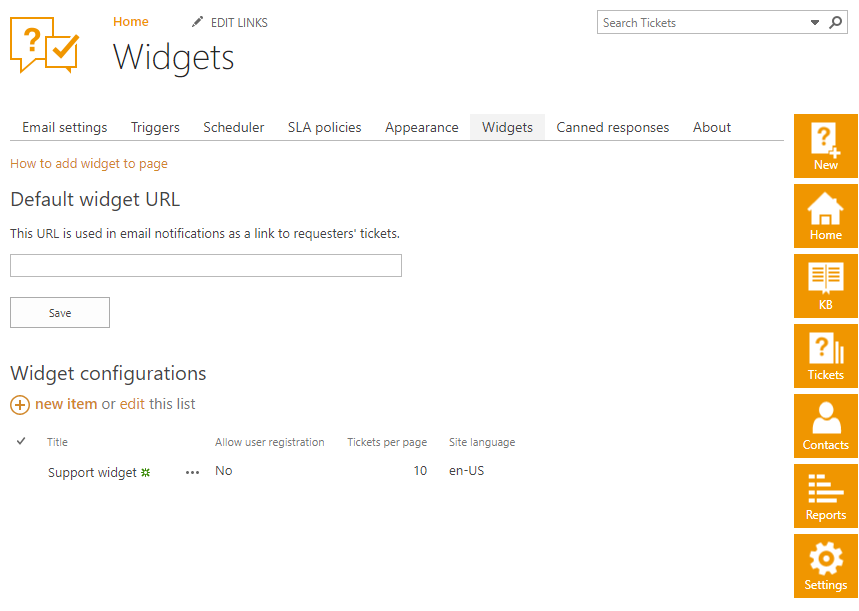 Home EDIT LINKS
Search Tickets
Widgets
Email settings Triggers Scheduler SLA policies Appearance Widgets Canned responses About
How to add widget to page
Default widget URL
This URL is used in email notifications as a link to requesters' tickets.
Save
Widget configurations
new item or edit this list
Title Allow user registration Tickets per page Site language
Support widget ... No 10 en-US
New
Home
KB
Tickets
Contacts
Reports
Settings